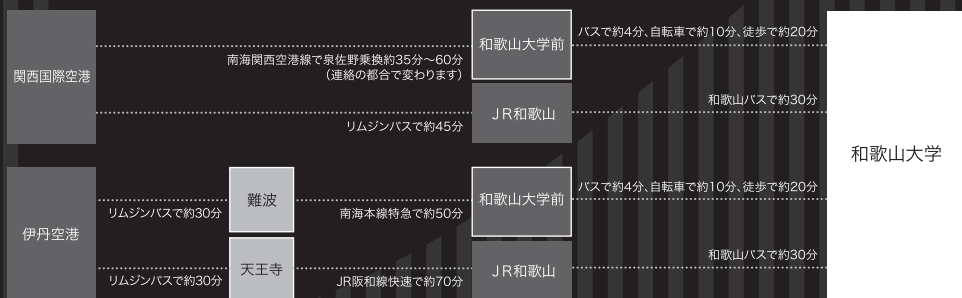 関西国際空港
南海関西空港線で泉佐野乗換約35分～60分
（連絡の都合で変わります）
和歌山大学前
バスで約4分、自転車で約10分、徒歩で約20分
リムジンバスで約45分
JR和歌山
和歌山バスで約30分
和歌山大学
伊丹空港
リムジンバスで約30分
難波
南海本線特急で約50分
和歌山大学前
バスで約4分、自転車で約10分、徒歩で約20分
リムジンバスで約30分
天王寺
JR阪和線快速で約70分
JR和歌山
和歌山バスで約30分